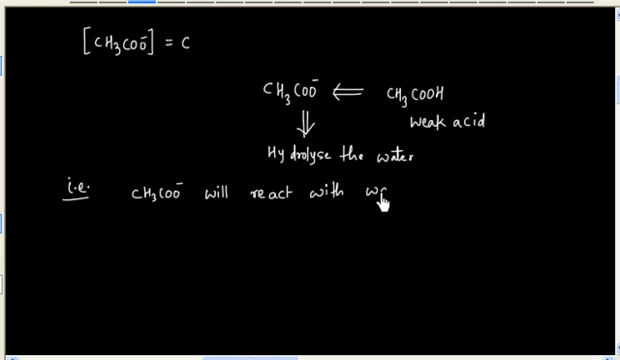 [CH₃COO⁻] = C
CH₃COO⁻ ⇐ CH₃COOH
weak acid
⇓
Hydrolyse the water
i.e. CH₃COO⁻ will react with